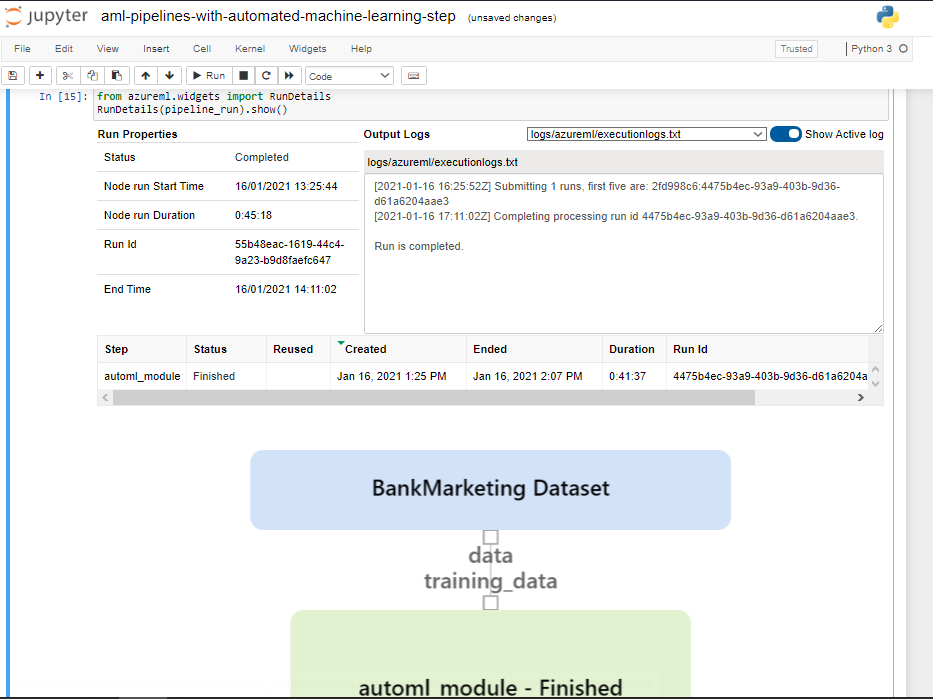 jupyter aml-pipelines-with-automated-machine-learning-step (unsaved changes)
File Edit View Insert Cell Kernel Widgets Help Trusted Python 3
Run Code
In [15]: from azureml.widgets import RunDetails
RunDetails(pipeline_run).show()
Run Properties
Status Completed
Node run Start Time 16/01/2021 13:25:44
Node run Duration 0:45:18
Run Id 55b48eac-1619-44c4-
9a23-b9d8faefc647
End Time 16/01/2021 14:11:02
Output Logs logs/azureml/executionlogs.txt Show Active log
logs/azureml/executionlogs.txt
[2021-01-16 16:25:52Z] Submitting 1 runs, first five are: 2fd998c6:4475b4ec-93a9-403b-9d36-
d61a6204aae3
[2021-01-16 17:11:02Z] Completing processing run id 4475b4ec-93a9-403b-9d36-d61a6204aae3.
Run is completed.
Step Status Reused Created Ended Duration Run Id
automl_module Finished Jan 16, 2021 1:25 PM Jan 16, 2021 2:07 PM 0:41:37 4475b4ec-93a9-403b-9d36-d61a6204a
BankMarketing Dataset
data
training_data
automl_module - Finished